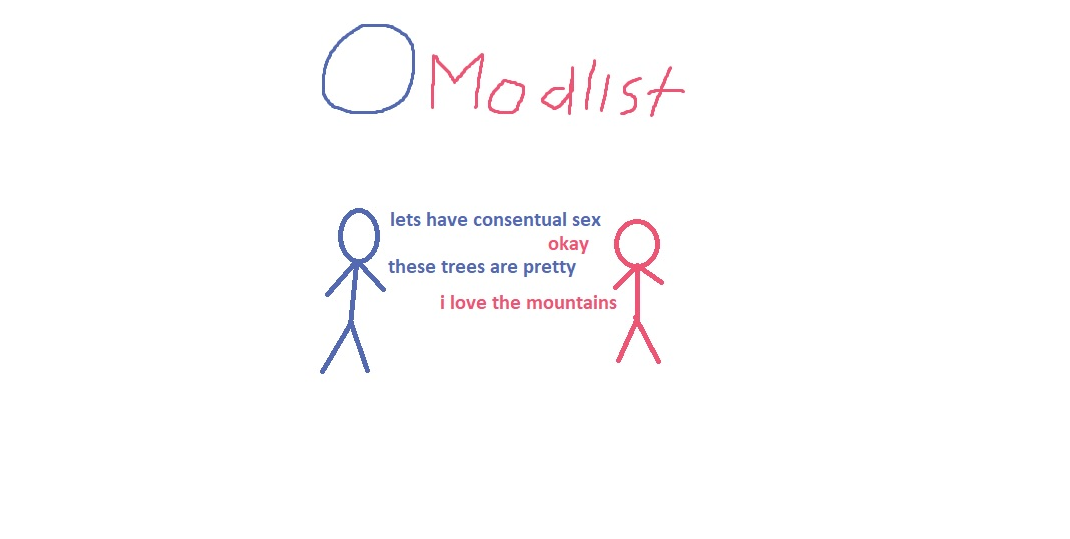 Modlist
lets have consentual sex
okay
these trees are pretty
i love the mountains